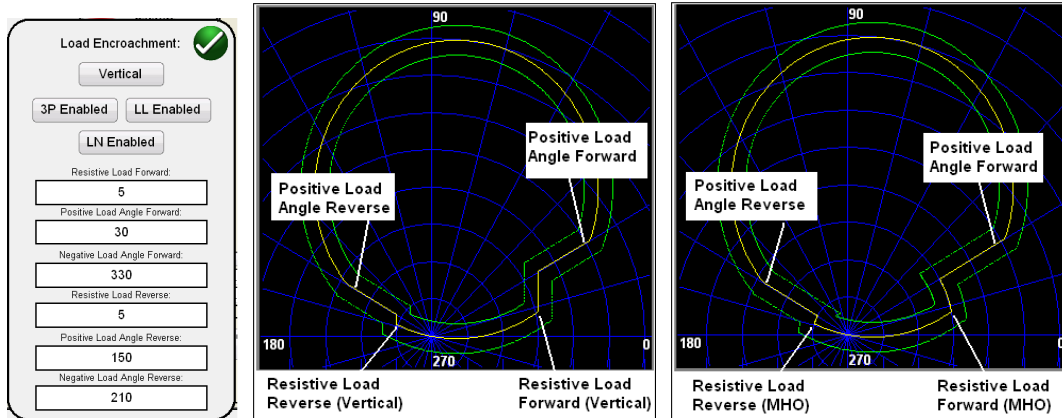 Load Encroachment:
Vertical
3P Enabled
LL Enabled
LN Enabled
Resistive Load Forward:
5
Positive Load Angle Forward:
30
Negative Load Angle Forward:
330
Resistive Load Reverse:
5
Positive Load Angle Reverse:
150
Negative Load Angle Reverse:
210
90
Positive Load
Angle Forward
Positive Load
Angle Reverse
180
0
270
Resistive Load
Reverse (Vertical)
Resistive Load
Forward (Vertical)
90
Positive Load
Angle Forward
Positive Load
Angle Reverse
180
0
270
Resistive Load
Reverse (MHO)
Resistive Load
Forward (MHO)